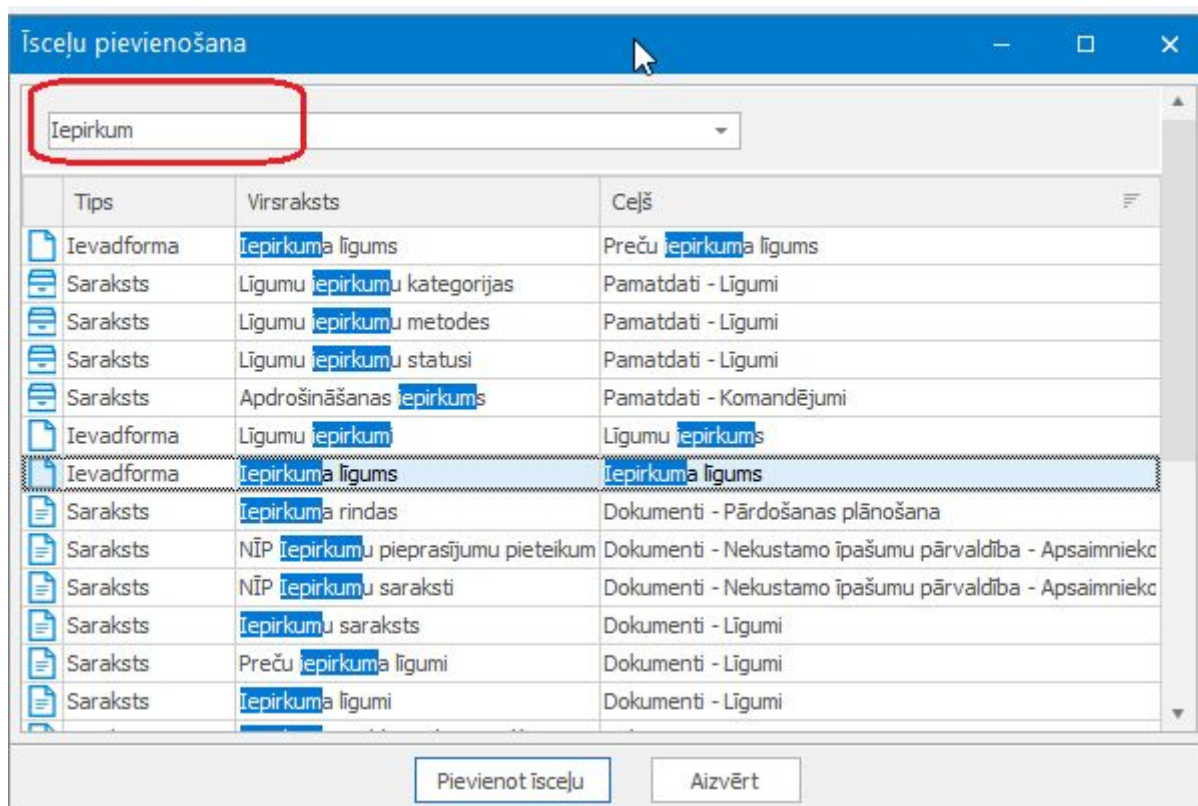 Īsceļu pievienošana
Iepirkum
Tips Virsraksts Ceļš
Ievadforma Iepirkuma līgums Preču iepirkuma līgums
Saraksts Līgumu iepirkumu kategorijas Pamatdati - Līgumi
Saraksts Līgumu iepirkumu metodes Pamatdati - Līgumi
Saraksts Līgumu iepirkumu statusi Pamatdati - Līgumi
Saraksts Apdrošināšanas iepirkums Pamatdati - Komandējumi
Ievadforma Līgumu iepirkumi Līgumu iepirkums
Ievadforma Iepirkuma līgums Iepirkuma līgums
Saraksts Iepirkuma rindas Dokumenti - Pārdošanas plānošana
Saraksts NĪP Iepirkumu pieprasījumu pieteikum Dokumenti - Nekustamo īpašumu pārvaldība - Apsaimnieko
Saraksts NĪP Iepirkumu saraksti Dokumenti - Nekustamo īpašumu pārvaldība - Apsaimnieko
Saraksts Iepirkumu saraksts Dokumenti - Līgumi
Saraksts Preču iepirkuma līgumi Dokumenti - Līgumi
Saraksts Iepirkuma līgumi Dokumenti - Līgumi
Pievienot īsceļu Aizvērt